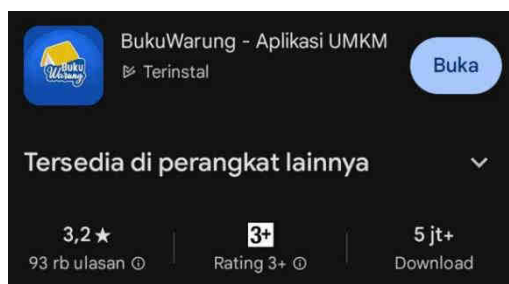 BukuWarung - Aplikasi UMKM
Buku
Warung
Terinstal
Buka
Tersedia di perangkat lainnya
3,2★
3+
5 jt+
93 rb ulasan
Rating 3+
Download